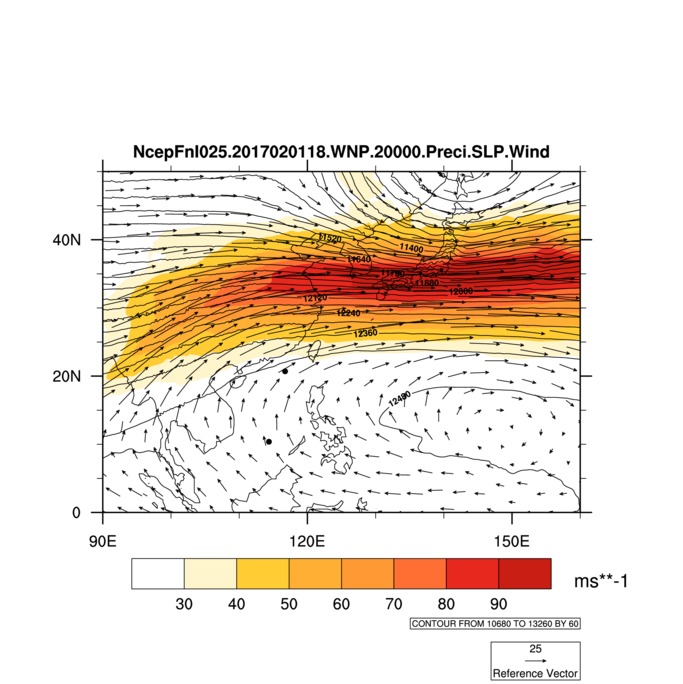 NcepFnl025.2017020118.WNP.20000.Preci.SLP.Wind
40N
20N
0
11520
11400
11640
11760
11880
12000
12120
12240
12360
12480
90E 120E 150E
30 40 50 60 70 80 90
ms**-1
CONTOUR FROM 10680 TO 13260 BY 60
25
Reference Vector